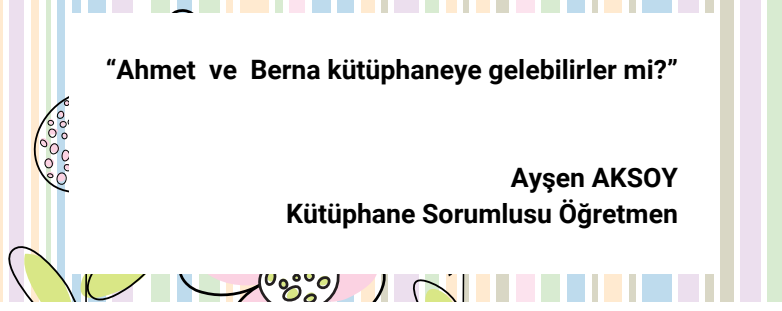 “Ahmet ve Berna kütüphaneye gelebilirler mi?”
Ayşen AKSOY
Kütüphane Sorumlusu Öğretmen